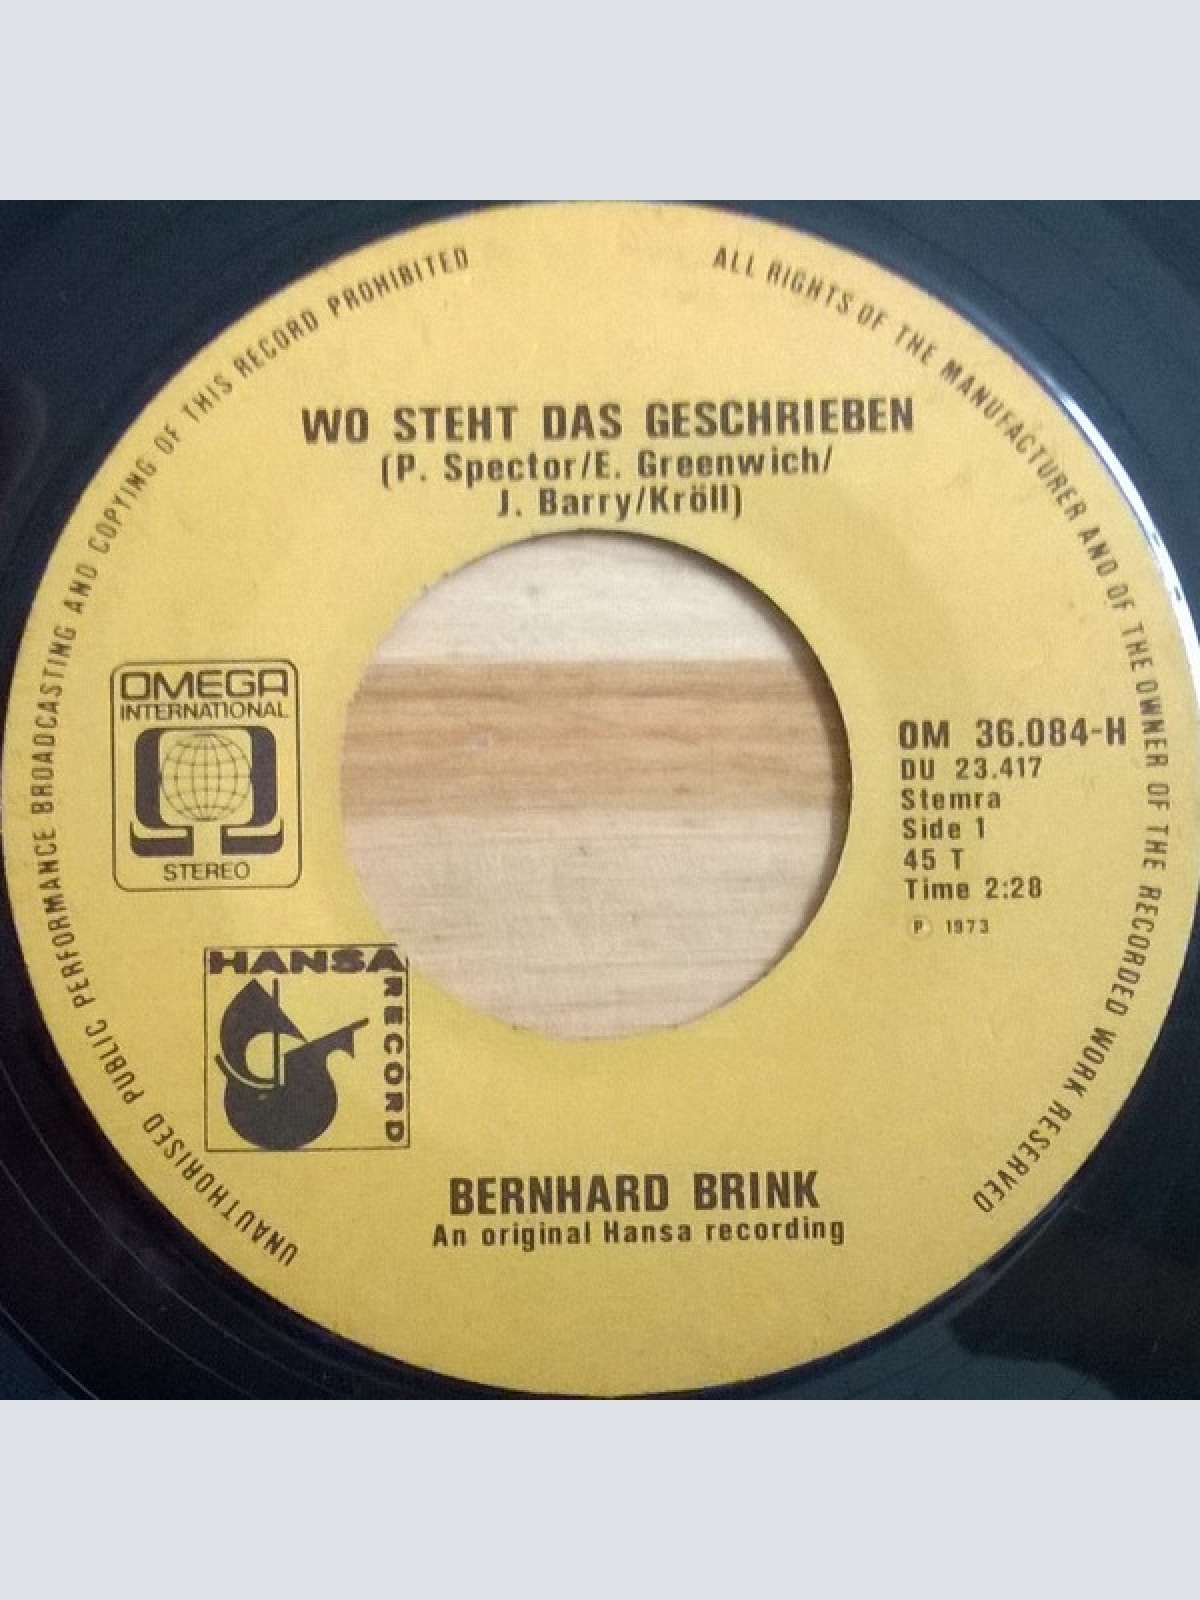 UNAUTHORISED PUBLIC PERFORMANCE BROADCASTING AND COPYING OF THIS RECORD PROHIBITED
ALL RIGHTS OF THE MANUFACTURER AND OF THE OWNER OF THE RECORDED WORK RESERVED
WO STEHT DAS GESCHRIEBEN
(P. Spector/E. Greenwich/
J. Barry/Kröll)
OMEGA
INTERNATIONAL
STEREO
OM 36.084-H
DU 23.417
Stemra
Side 1
45 T
Time 2:28
P 1973
HANSA
RECORD
BERNHARD BRINK
An original Hansa recording